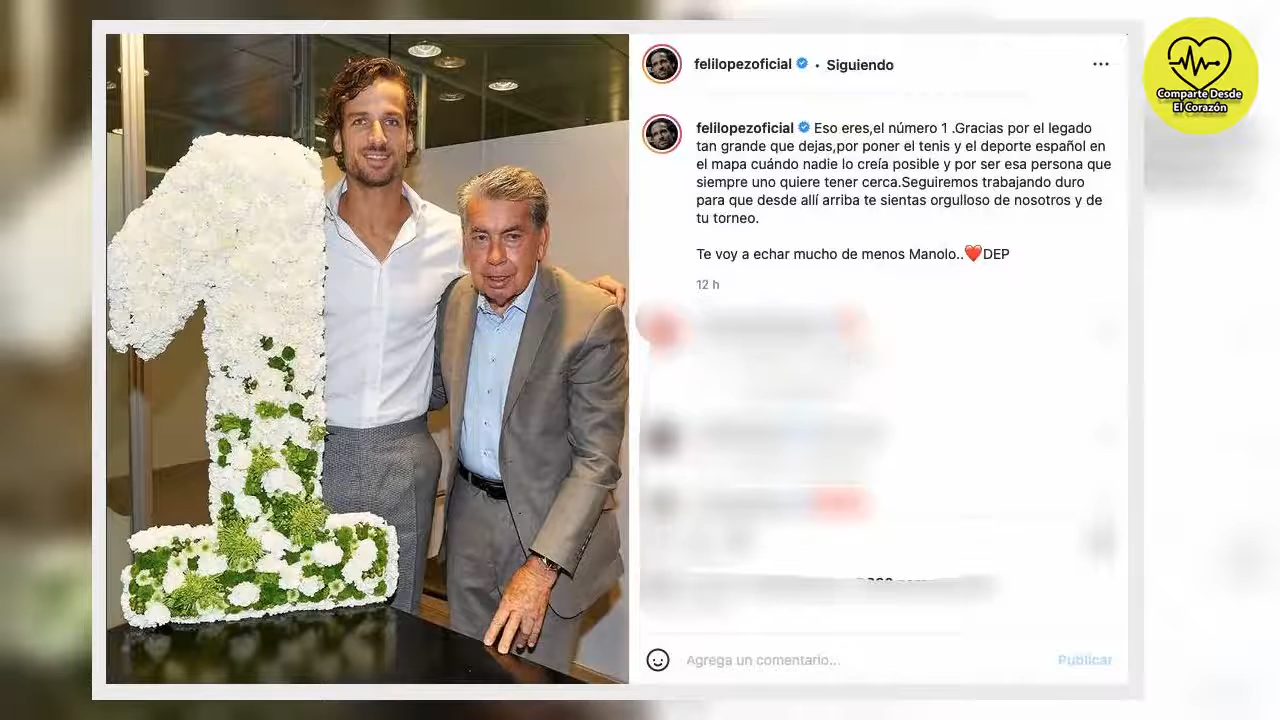 felilopezoficial • Siguiendo
felilopezoficial Eso eres,el número 1 .Gracias por el legado
tan grande que dejas,por poner el tenis y el deporte español en
el mapa cuándo nadie lo creía posible y por ser esa persona que
siempre uno quiere tener cerca.Seguiremos trabajando duro
para que desde allí arriba te sientas orgulloso de nosotros y de
tu torneo.
Te voy a echar mucho de menos Manolo..❤️DEP
12 h
Agrega un comentario...
Publicar
Comparte Desde
El Corazón
1